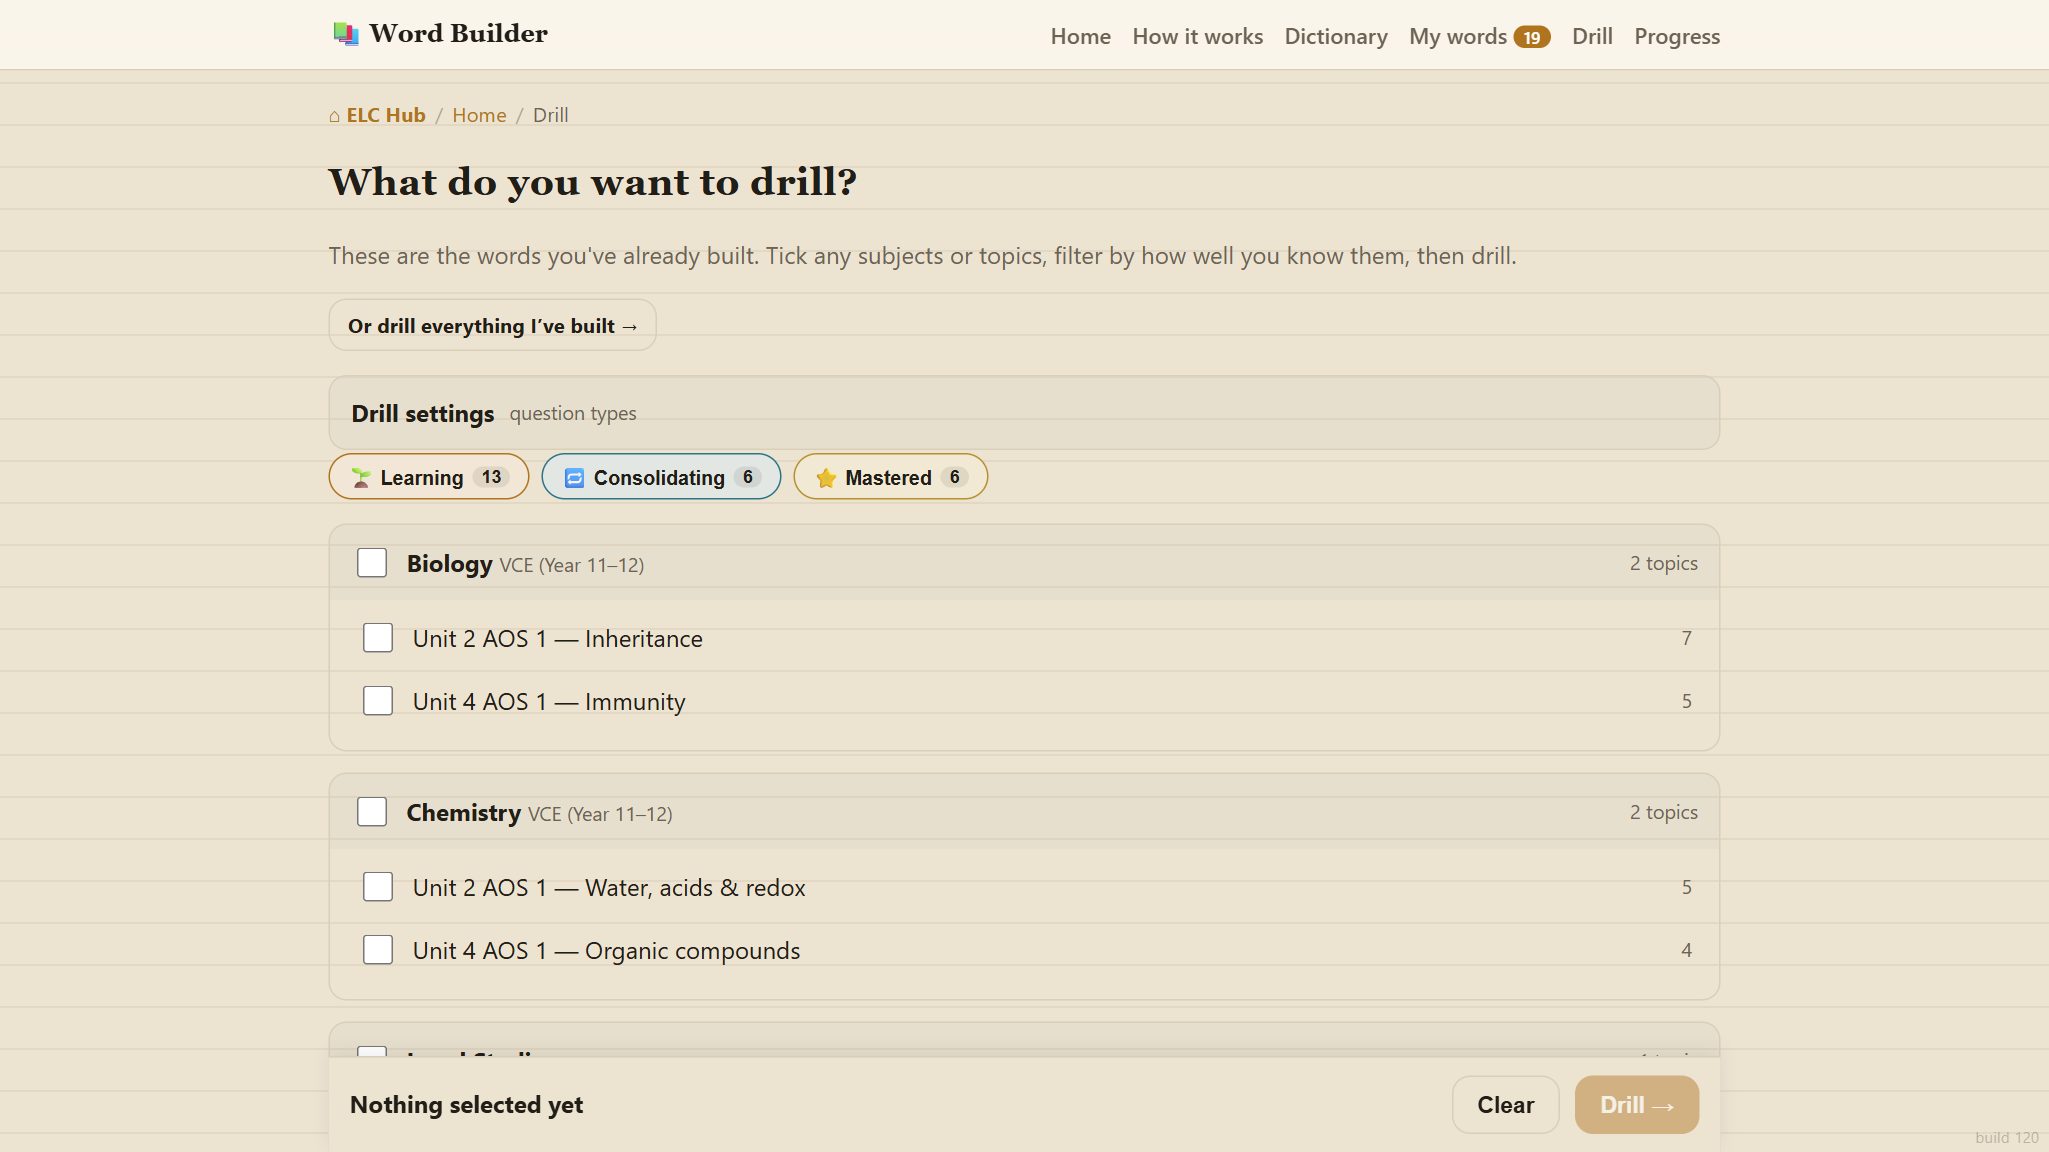 Word Builder
Home How it works Dictionary My words 19 Drill Progress
⌂ ELC Hub / Home / Drill
What do you want to drill?
These are the words you've already built. Tick any subjects or topics, filter by how well you know them, then drill.
Or drill everything I’ve built →
Drill settings question types
Learning 13 Consolidating 6 Mastered 6
Biology VCE (Year 11–12) 2 topics
Unit 2 AOS 1 — Inheritance 7
Unit 4 AOS 1 — Immunity 5
Chemistry VCE (Year 11–12) 2 topics
Unit 2 AOS 1 — Water, acids & redox 5
Unit 4 AOS 1 — Organic compounds 4
Nothing selected yet Clear Drill →
build 120